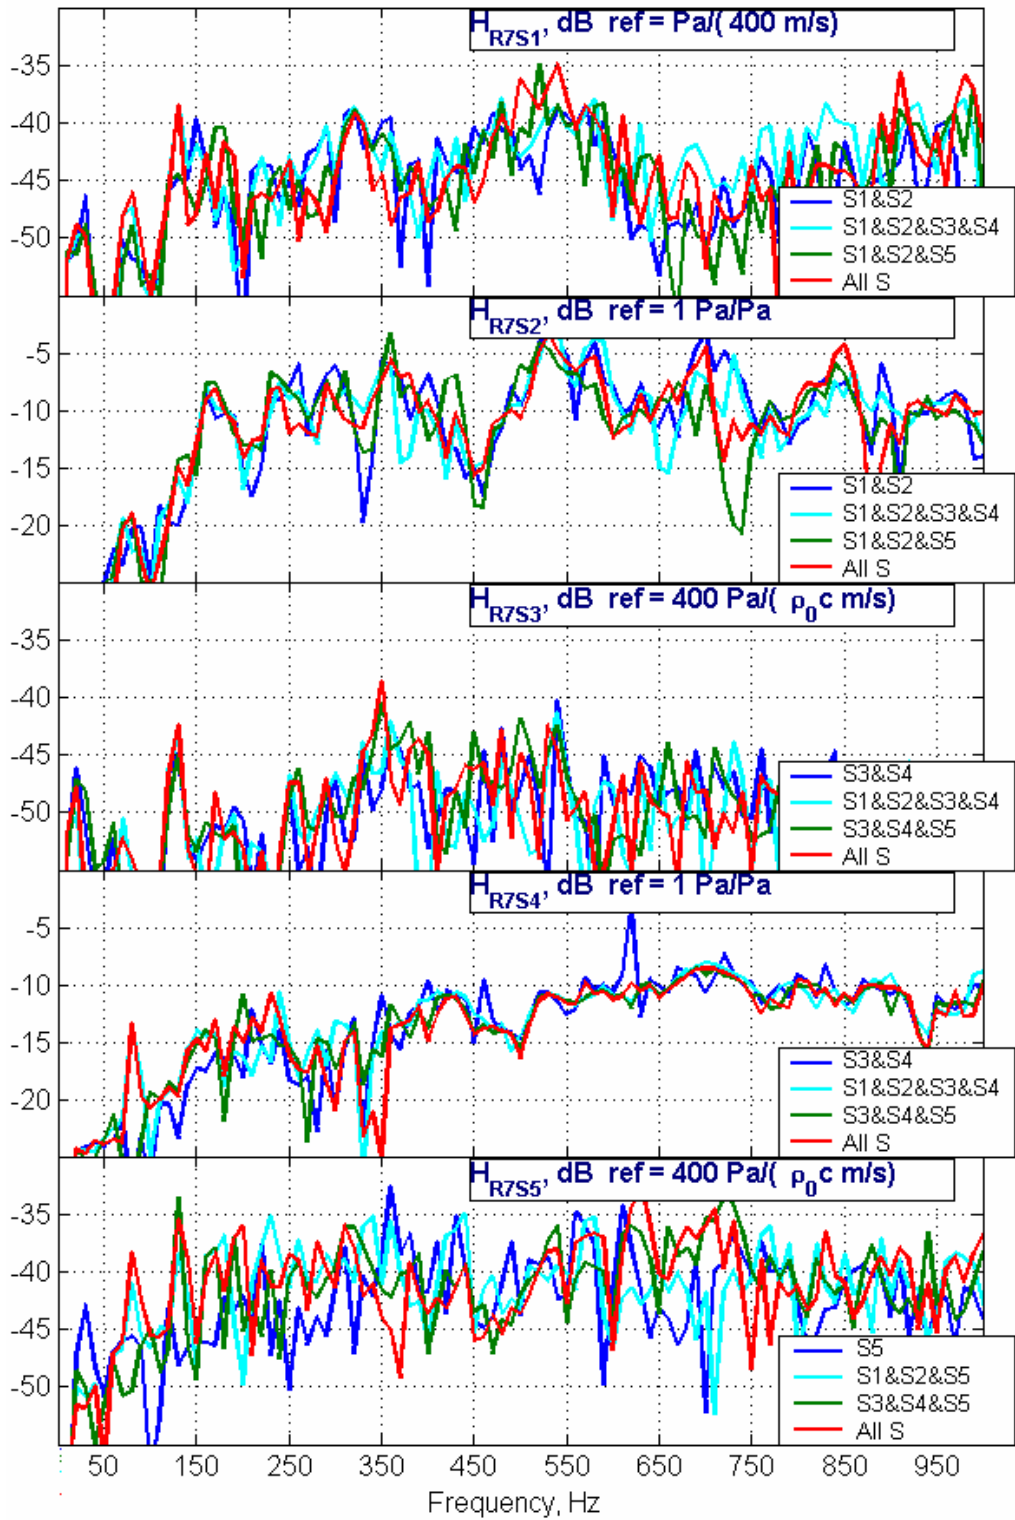 H_R7S1, dB ref = Pa/( 400 m/s)
-35
-40
-45
-50
S1&S2
S1&S2&S3&S4
S1&S2&S5
All S
H_R7S2, dB ref = 1 Pa/Pa
-5
-10
-15
-20
S1&S2
S1&S2&S3&S4
S1&S2&S5
All S
H_R7S3, dB ref = 400 Pa/( ρ_0c m/s)
-35
-40
-45
-50
S3&S4
S1&S2&S3&S4
S3&S4&S5
All S
H_R7S4, dB ref = 1 Pa/Pa
-5
-10
-15
-20
S3&S4
S1&S2&S3&S4
S3&S4&S5
All S
H_R7S5, dB ref = 400 Pa/( ρ_0c m/s)
-35
-40
-45
-50
S5
S1&S2&S5
S3&S4&S5
All S
50 150 250 350 450 550 650 750 850 950
Frequency, Hz